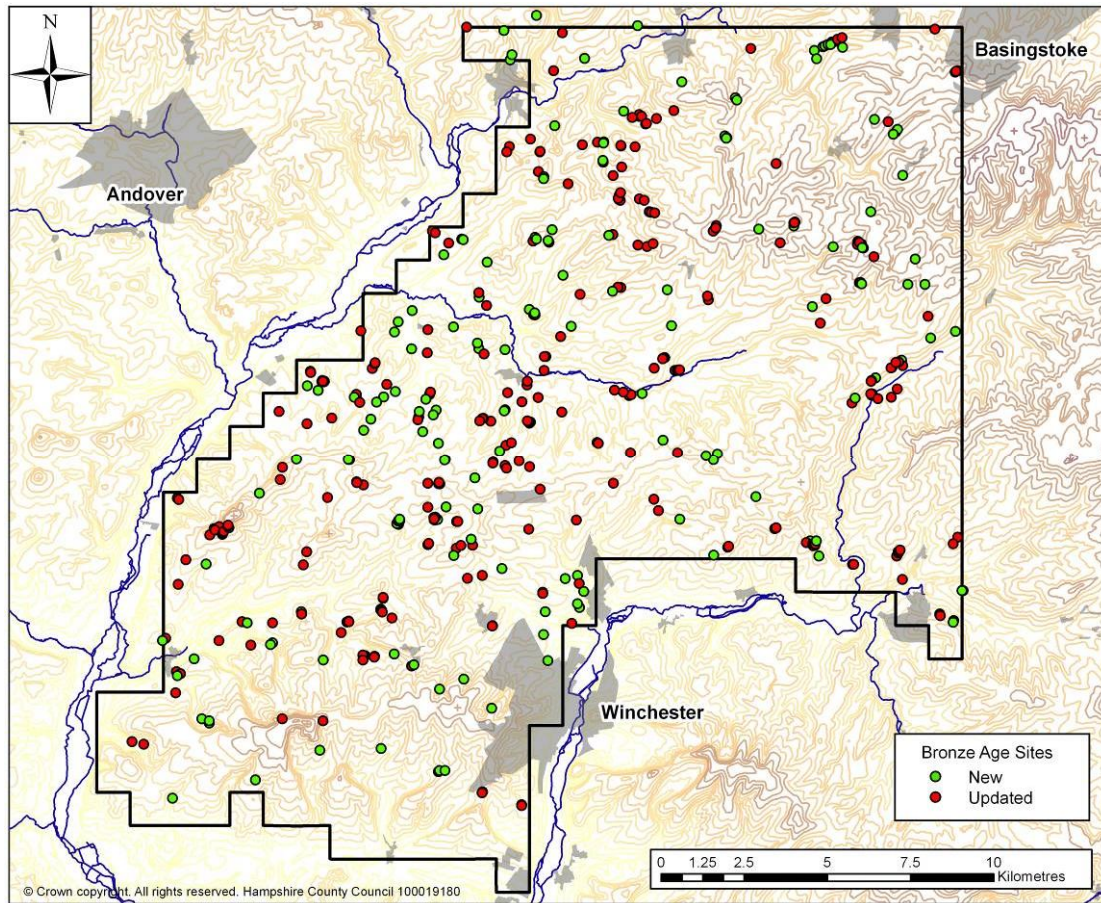 N
Basingstoke
Andover
Winchester
Bronze Age Sites
New
Updated
0 1.25 2.5 5 7.5 10
Kilometres
© Crown copyright. All rights reserved. Hampshire County Council 100019180